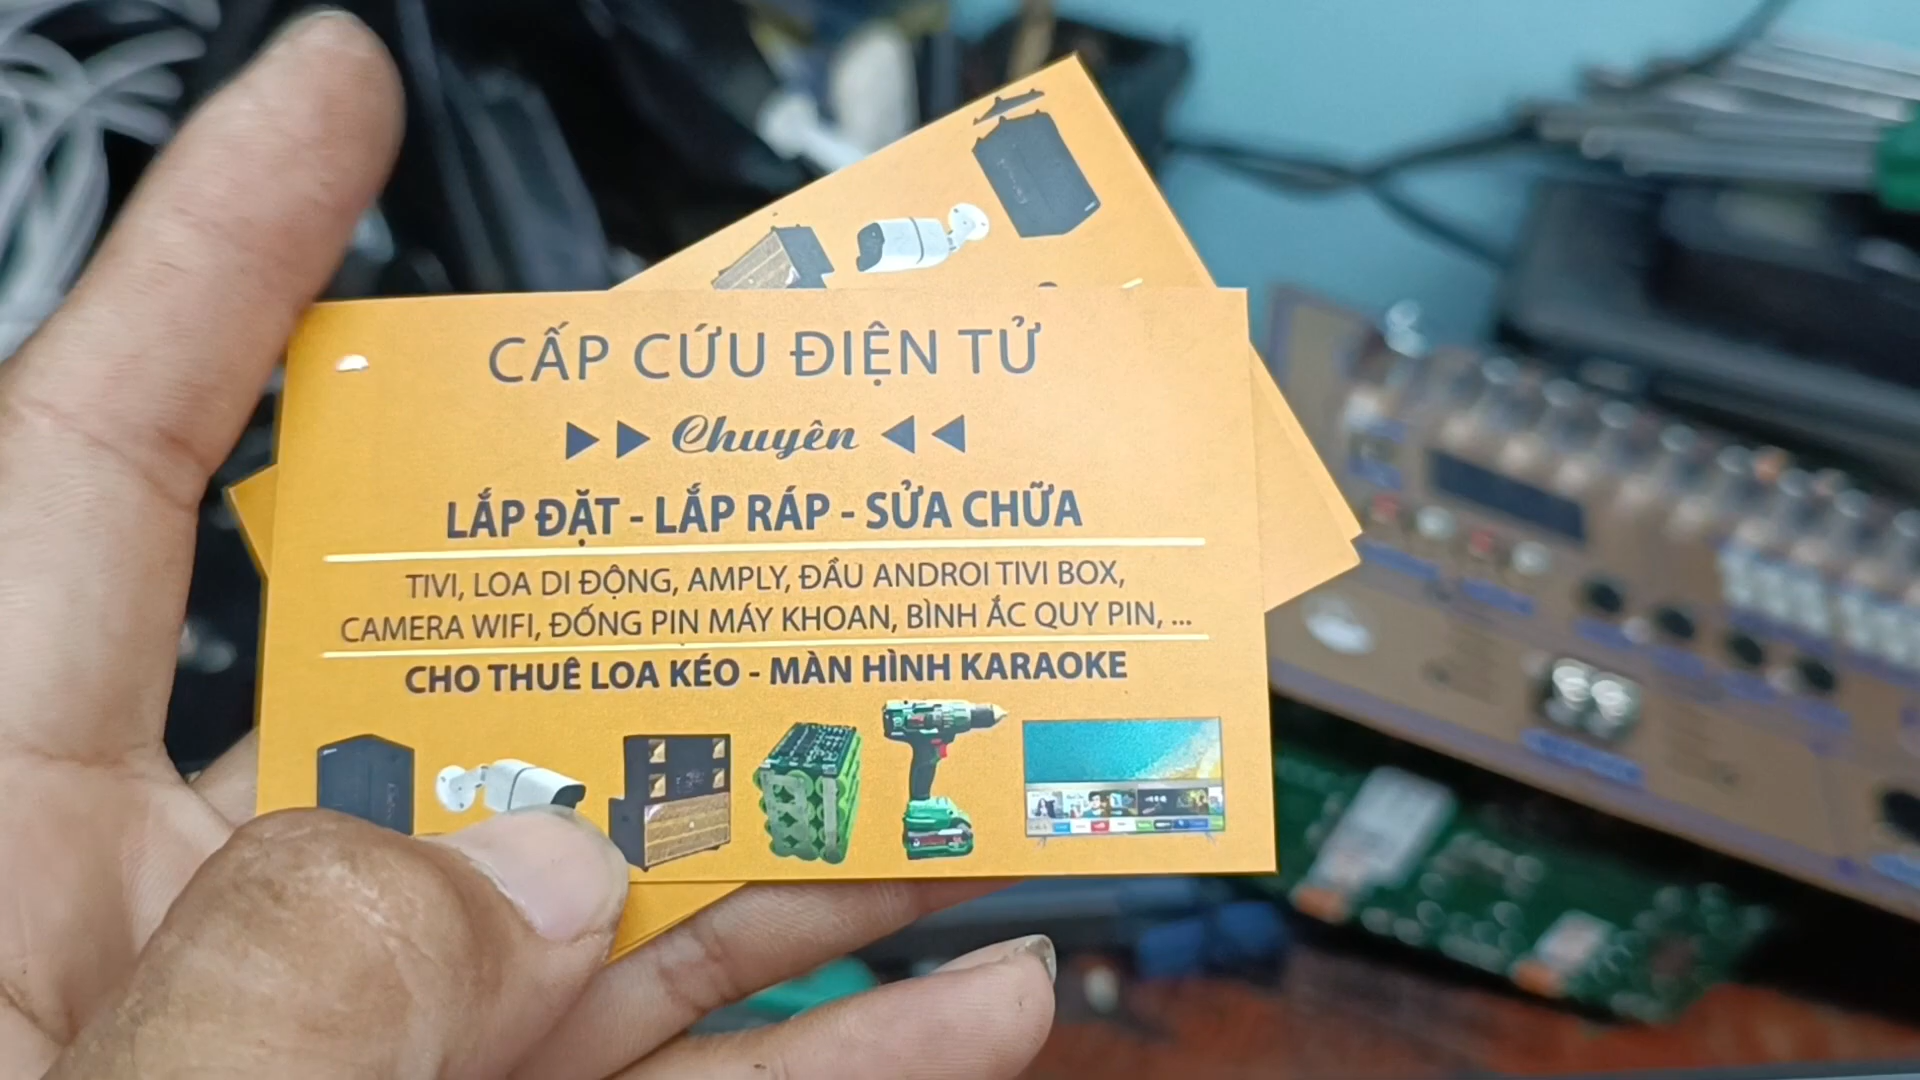 CẤP CỨU ĐIỆN TỬ
Chuyên
LẮP ĐẶT - LẮP RÁP - SỬA CHỮA
TIVI, LOA DI ĐỘNG, AMPLY, ĐẦU ANDROI TIVI BOX,
CAMERA WIFI, ĐỐNG PIN MÁY KHOAN, BÌNH ẮC QUY PIN, ...
CHO THUÊ LOA KÉO - MÀN HÌNH KARAOKE